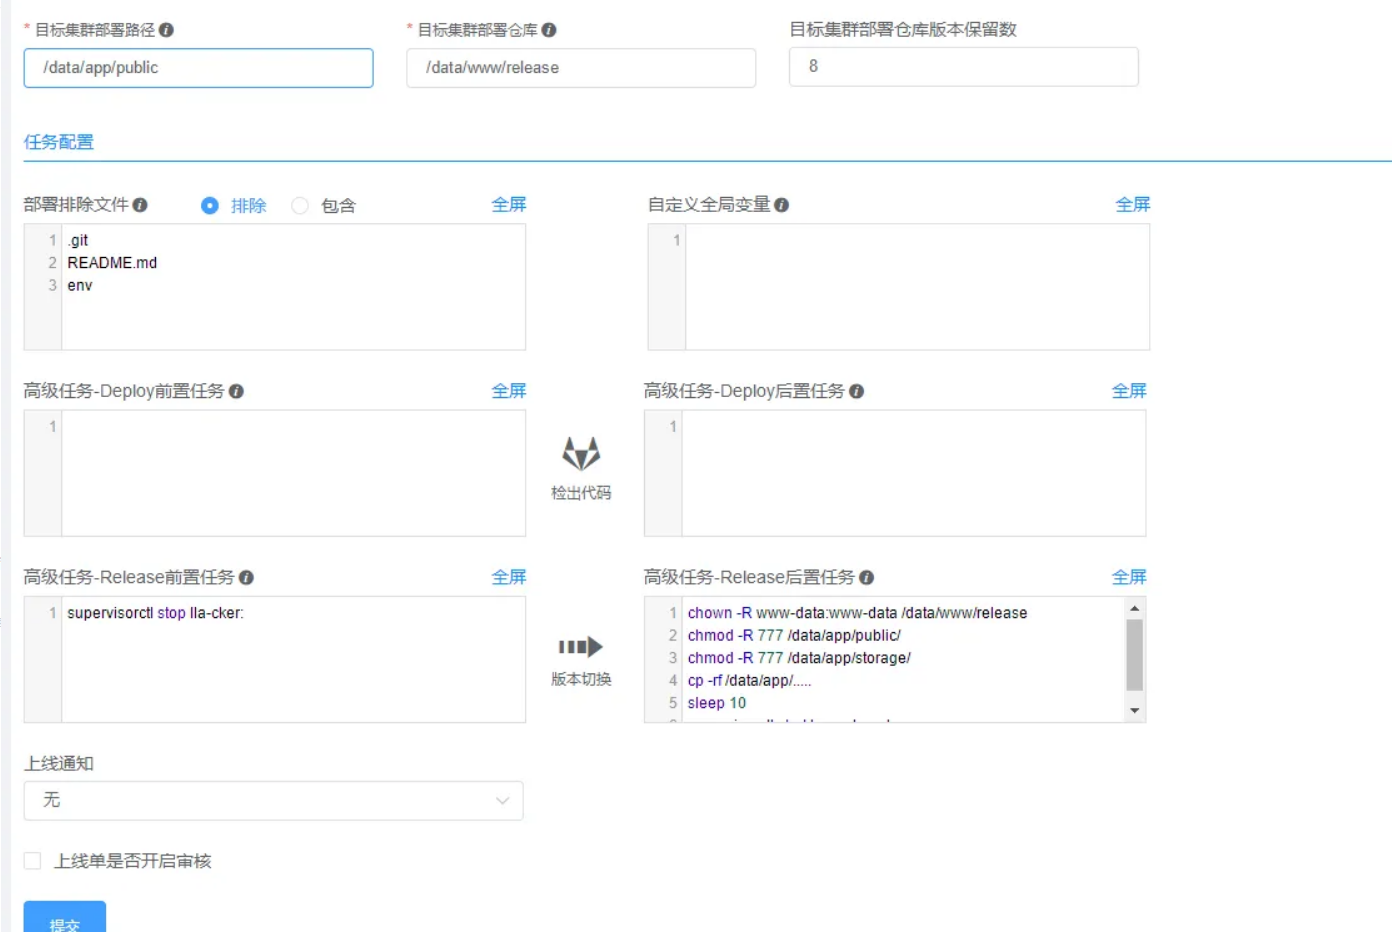 * 目标集群部署路径
* 目标集群部署仓库
目标集群部署仓库版本保留数
/data/app/public
/data/www/release
8
任务配置
部署排除文件 排除 包含 全屏
1 .git
2 README.md
3 env
自定义全局变量 全屏
1
高级任务-Deploy前置任务 全屏
1
检出代码
高级任务-Deploy后置任务 全屏
1
高级任务-Release前置任务 全屏
1 supervisorctl stop lla-cker:
版本切换
高级任务-Release后置任务 全屏
1 chown -R www-data:www-data /data/www/release
2 chmod -R 777 /data/app/public/
3 chmod -R 777 /data/app/storage/
4 cp -rf /data/app/.....
5 sleep 10
上线通知
无
上线单是否开启审核
提交